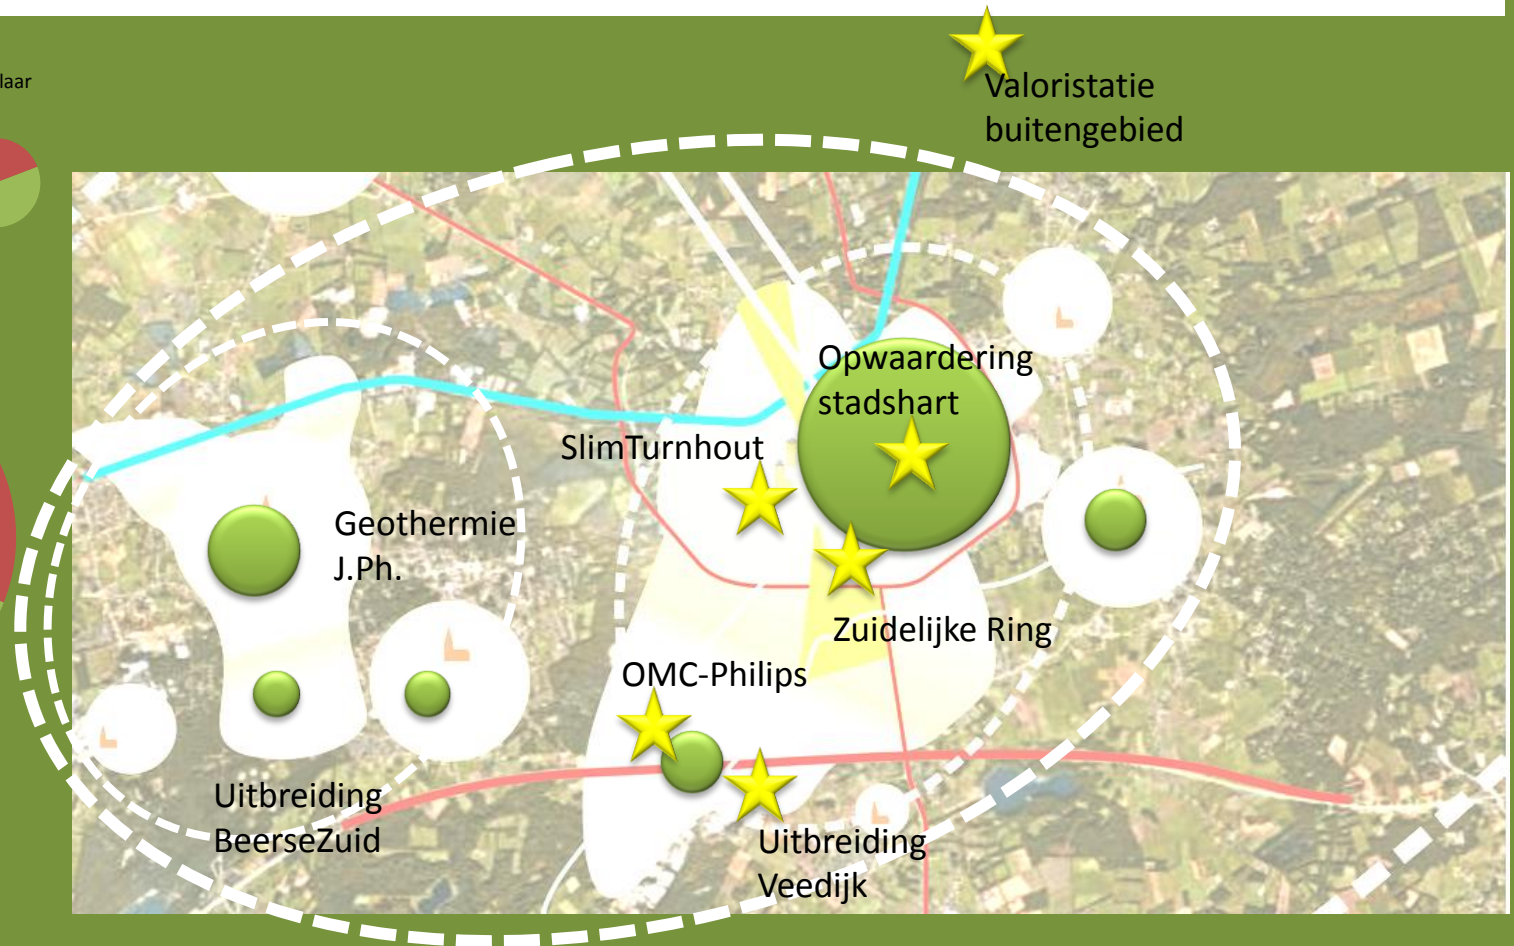 laar
Valoristatie
buitengebied
Opwaardering
stadshart
SlimTurnhout
Geothermie
J.Ph.
Zuidelijke Ring
OMC-Philips
Uitbreiding
BeerseZuid
Uitbreiding
Veedijk